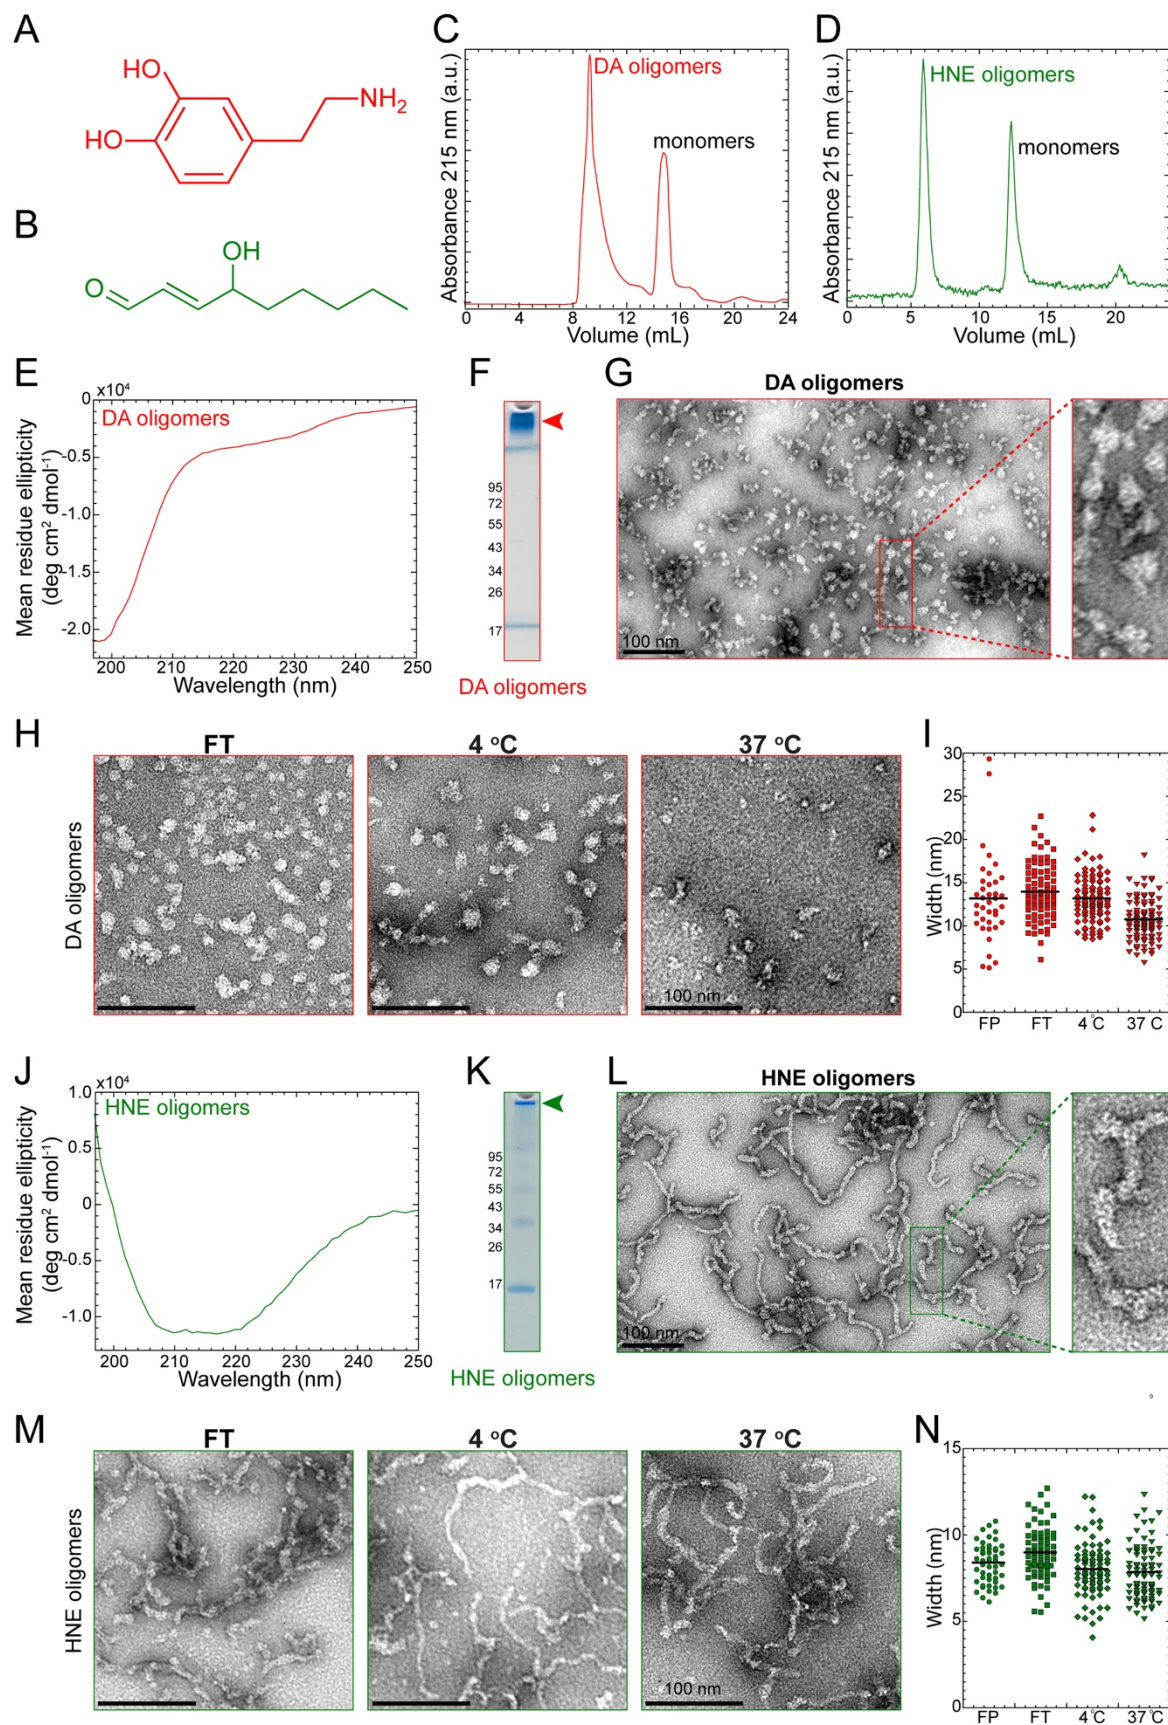 A
HO
HO
NH2
B
O
OH
C
Absorbance 215 nm (a.u.)
DA oligomers
monomers
0 4 8 12 16 20 24
Volume (mL)
D
Absorbance 215 nm (a.u.)
HNE oligomers
monomers
0 5 10 15 20
Volume (mL)
E
x10⁴
DA oligomers
Mean residue ellipticity
(deg cm² dmol⁻¹)
0
-0.5
-1.0
-1.5
-2.0
200 210 220 230 240 250
Wavelength (nm)
F
95
72
55
43
34
26
17
DA oligomers
G
DA oligomers
100 nm
H
FT
4 °C
37 °C
DA oligomers
100 nm
I
Width (nm)
30
25
20
15
10
5
0
FP FT 4°C 37°C
J
1.0
x10⁴
HNE oligomers
Mean residue ellipticity
(deg cm² dmol⁻¹)
0.5
0
-0.5
-1.0
200 210 220 230 240 250
Wavelength (nm)
K
95
72
55
43
34
26
17
HNE oligomers
L
HNE oligomers
100 nm
M
FT
4 °C
37 °C
HNE oligomers
100 nm
N
Width (nm)
15
10
5
0
FP FT 4°C 37°C